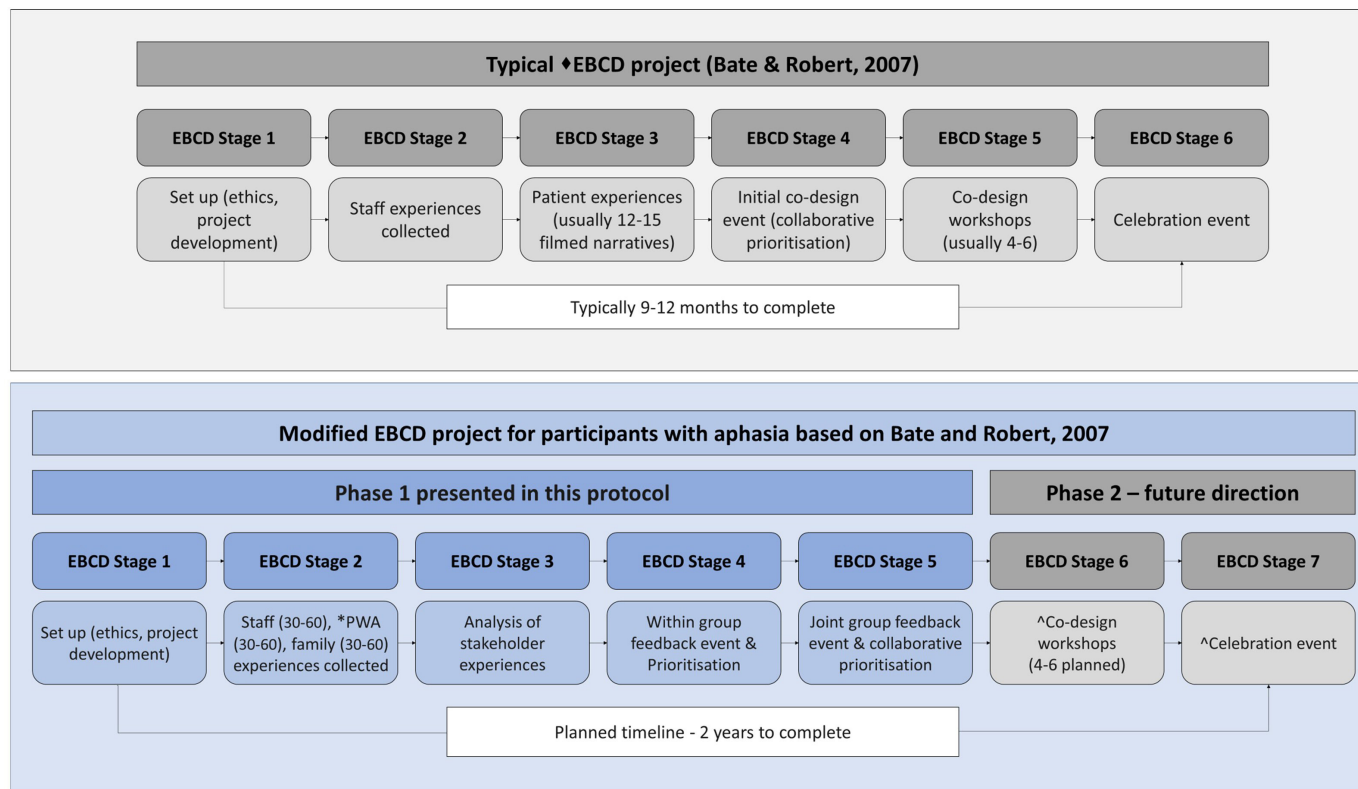 Typical ♦EBCD project (Bate & Robert, 2007)
EBCD Stage 1
EBCD Stage 2
EBCD Stage 3
EBCD Stage 4
EBCD Stage 5
EBCD Stage 6
Set up (ethics,
project
development)
Staff experiences
collected
Patient experiences
(usually 12-15
filmed narratives)
Initial co-design
event (collaborative
prioritisation)
Co-design
workshops
(usually 4-6)
Celebration event
Typically 9-12 months to complete
Modified EBCD project for participants with aphasia based on Bate and Robert, 2007
Phase 1 presented in this protocol
Phase 2 – future direction
EBCD Stage 1
EBCD Stage 2
EBCD Stage 3
EBCD Stage 4
EBCD Stage 5
EBCD Stage 6
EBCD Stage 7
Set up (ethics, project
development)
Staff (30-60), *PWA
(30-60), family (30-60)
experiences collected
Analysis of
stakeholder
experiences
Within group
feedback event &
Prioritisation
Joint group feedback
event & collaborative
prioritisation
^Co-design
workshops
(4-6 planned)
^Celebration event
Planned timeline - 2 years to complete